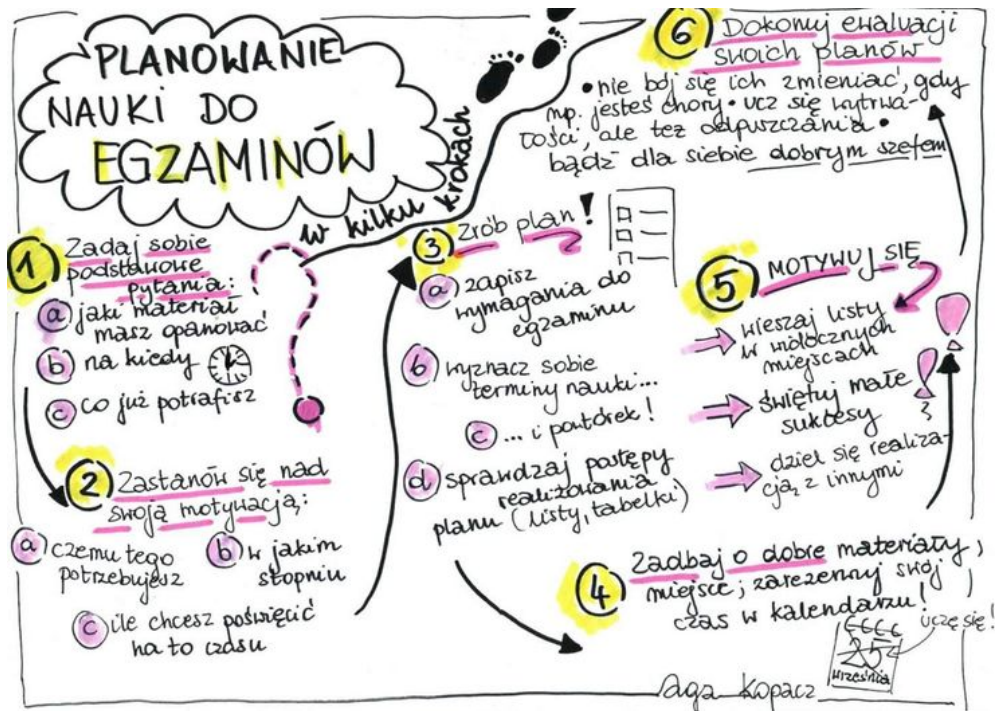 PLANOWANIE
NAUKI DO
EGZAMINÓW
w kilku krokach
1 Zadaj sobie
podstawowe
pytania:
a jaki materiał
masz opanować
b na kiedy
c co już potrafisz
2 Zastanów się nad
swoją motywacją:
a czemu tego
potrzebujesz
b w jakim
stopniu
c ile chcesz poświęcić
na to czasu
3 Zrób plan!
a zapisz
wymagania do
egzaminu
b wyznacz sobie
terminy nauki...
c ... i powtórek!
d sprawdzaj postępy
realizowania
planu (listy, tabelki)
4 Zadbaj o dobre materiały,
miejsce; zarezerwuj swój
czas w kalendarzu!
uczę się!
25
września
5 MOTYWUJ SIĘ
wieszaj listy
w widocznych
miejscach
świętuj małe
sukcesy
dziel się realiza-
cją z innymi
6 Dokonuj ewaluacji
swoich planów
• nie bój się ich zmieniać, gdy
np. jesteś chory • ucz się wytrwa-
łości, ale też odpuszczania •
bądź dla siebie dobrym szefem
Aga Kopacz